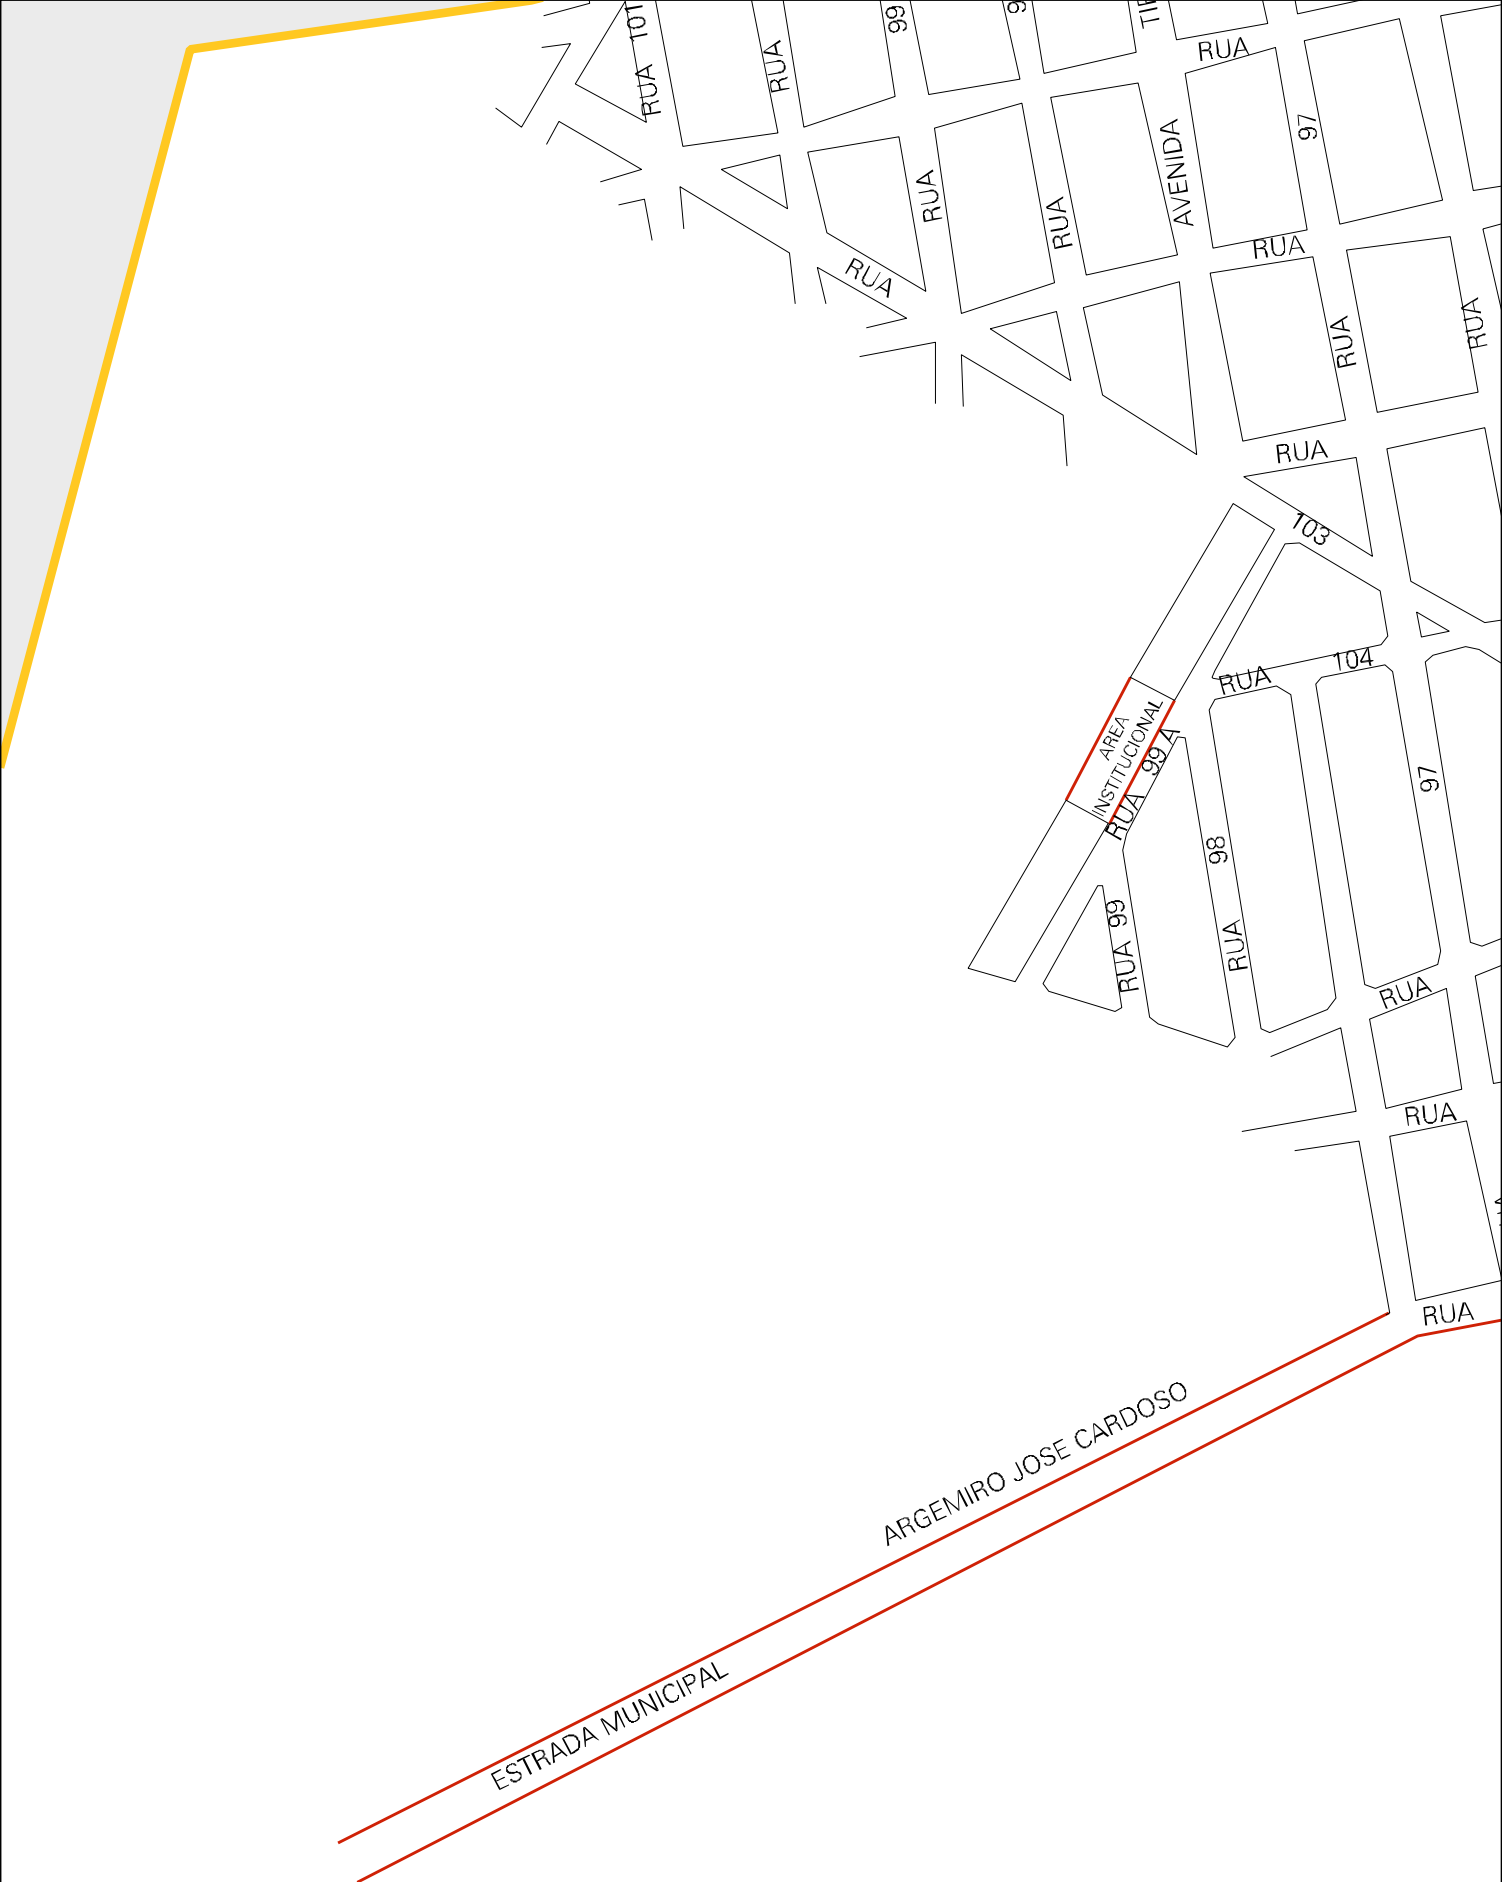 RUA 101
RUA
99
RUA
97
AVENIDA
RUA
RUA
RUA
RUA
RUA
RUA
RUA
103
RUA 104
AREA
INSTITUCIONAL
RUA 99 A
97
RUA 98
RUA 99
RUA
RUA
RUA
ARGEMIRO JOSE CARDOSO
ESTRADA MUNICIPAL